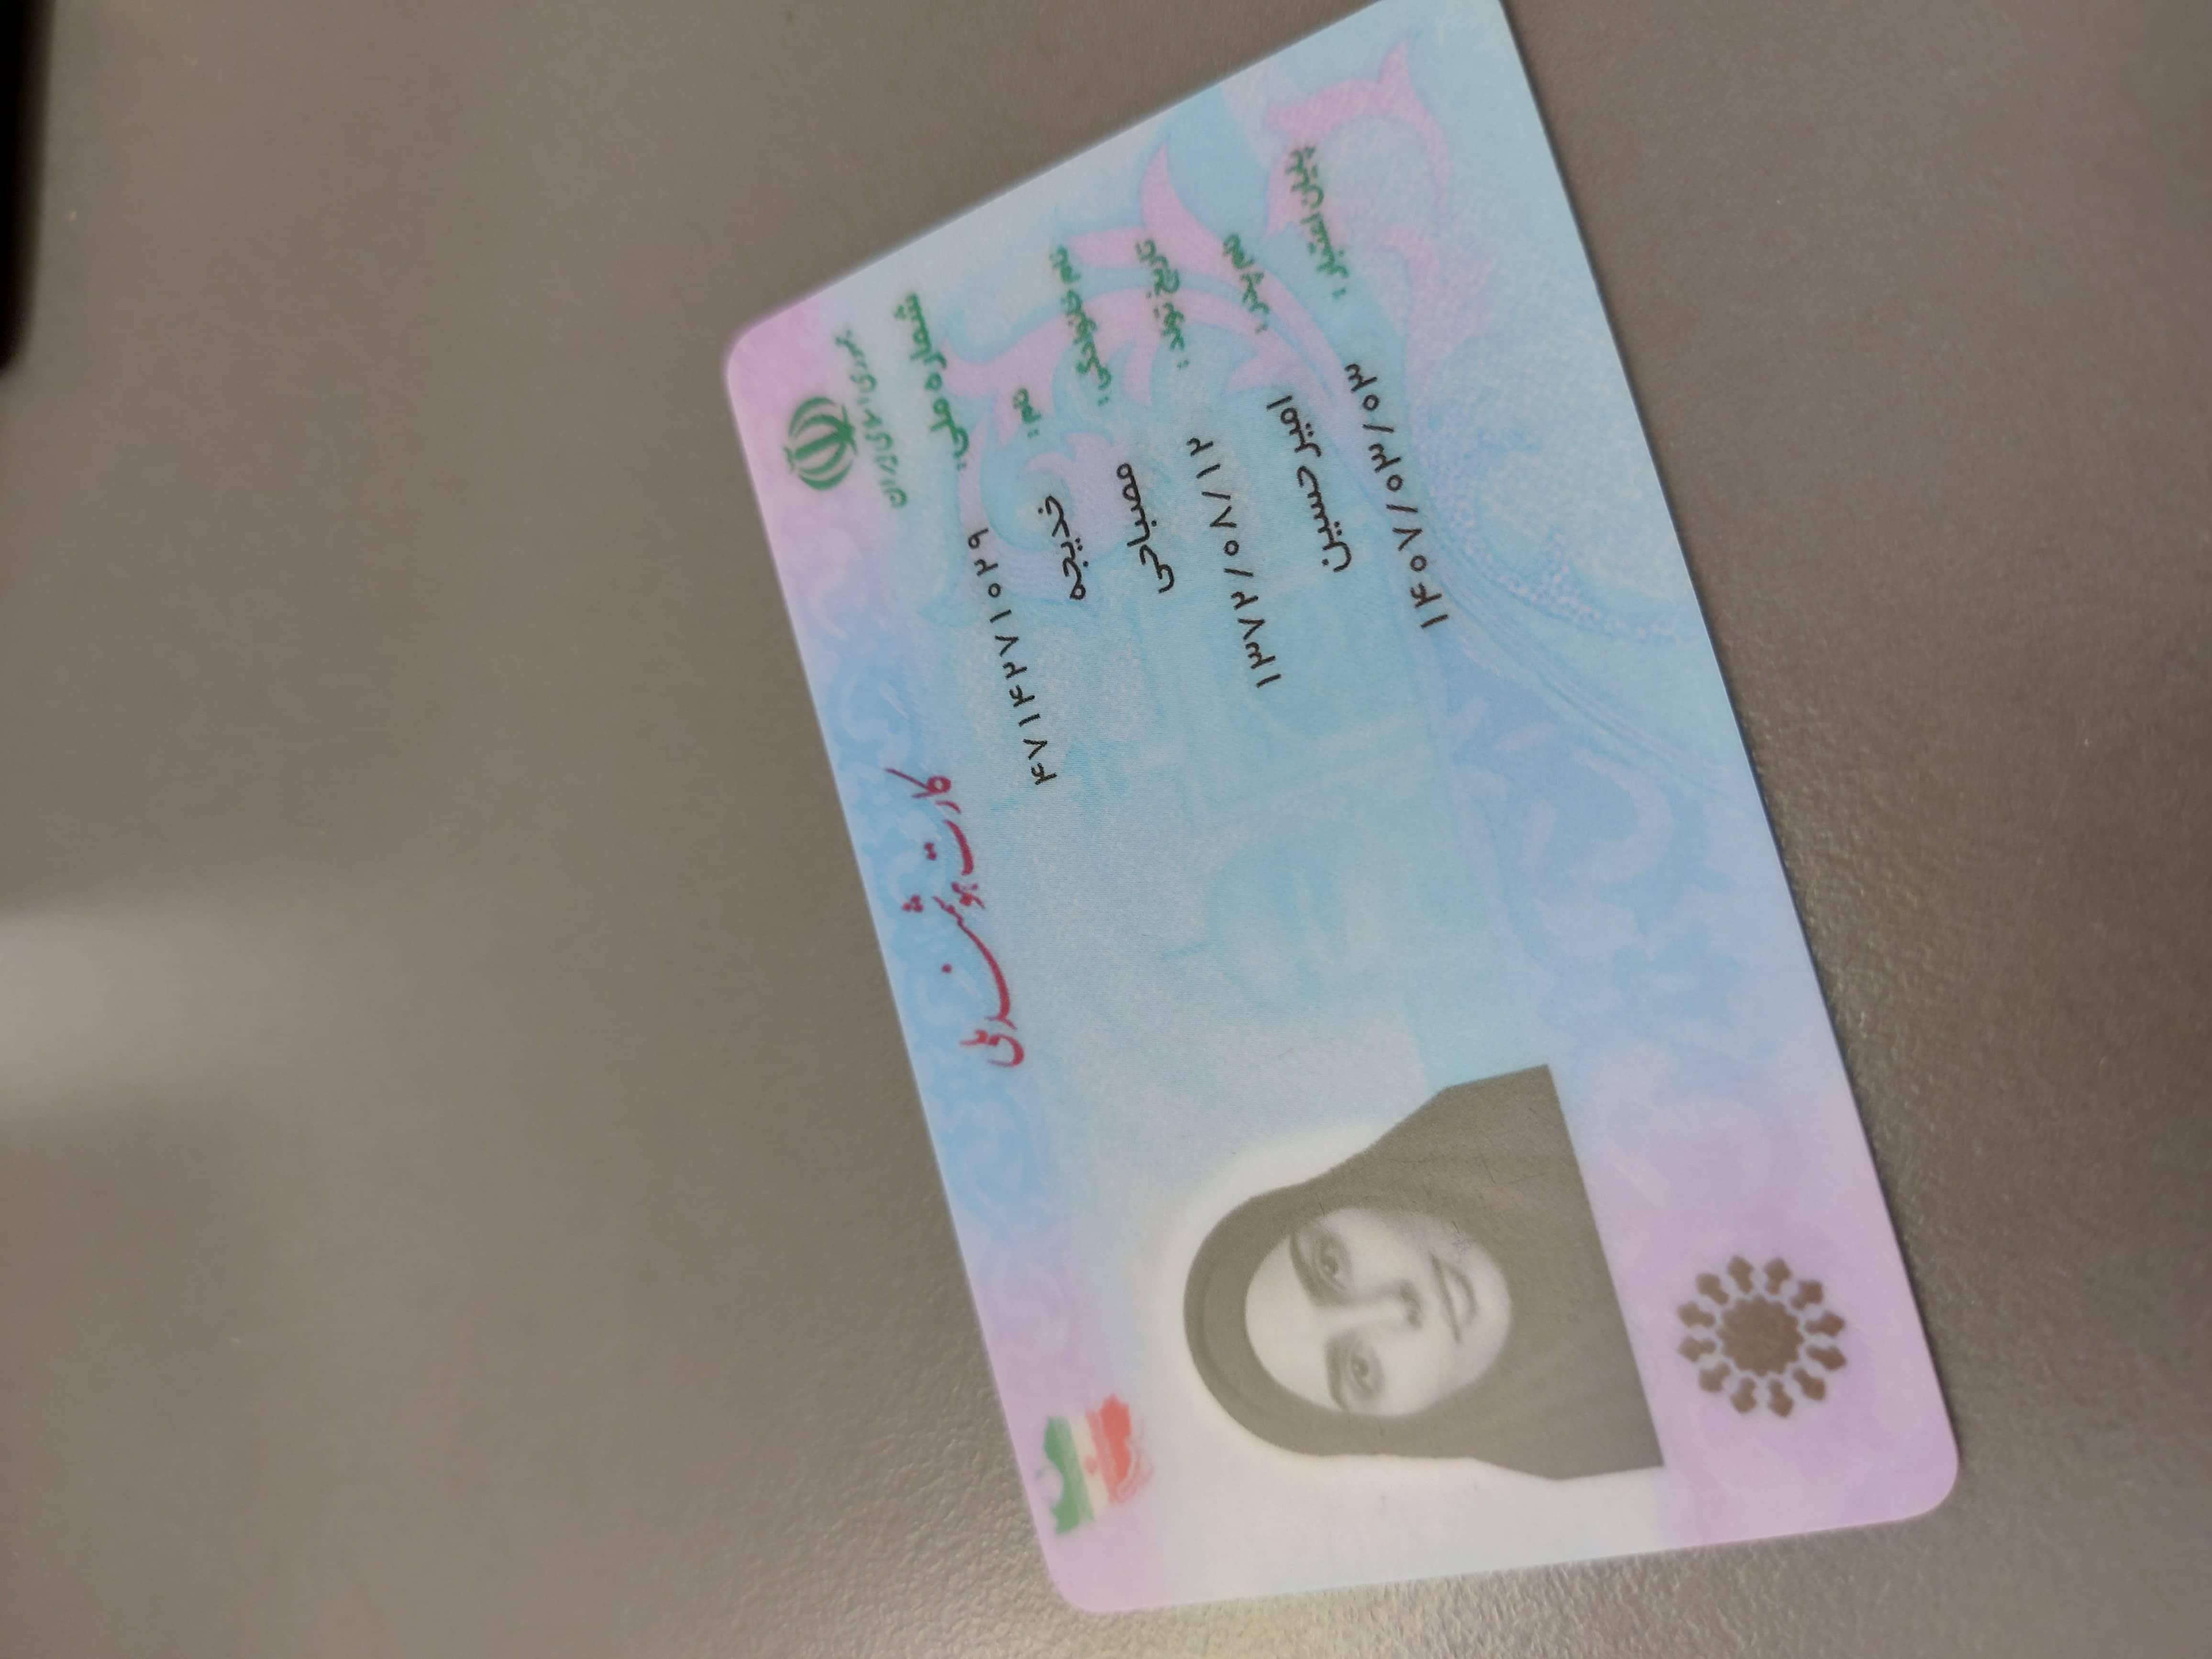 جمهوری اسلامی ایران
کارت هوشمند ملی
شماره ملی: ۴۷۱۴۲۷۱۰۲۹
نام: خدیجه
نام خانوادگی: مصباحی
تاریخ تولد: ۱۳۷۲/۰۸/۱۲
نام پدر: امیر حسین
پایان اعتبار: ۱۴۰۷/۰۳/۰۳